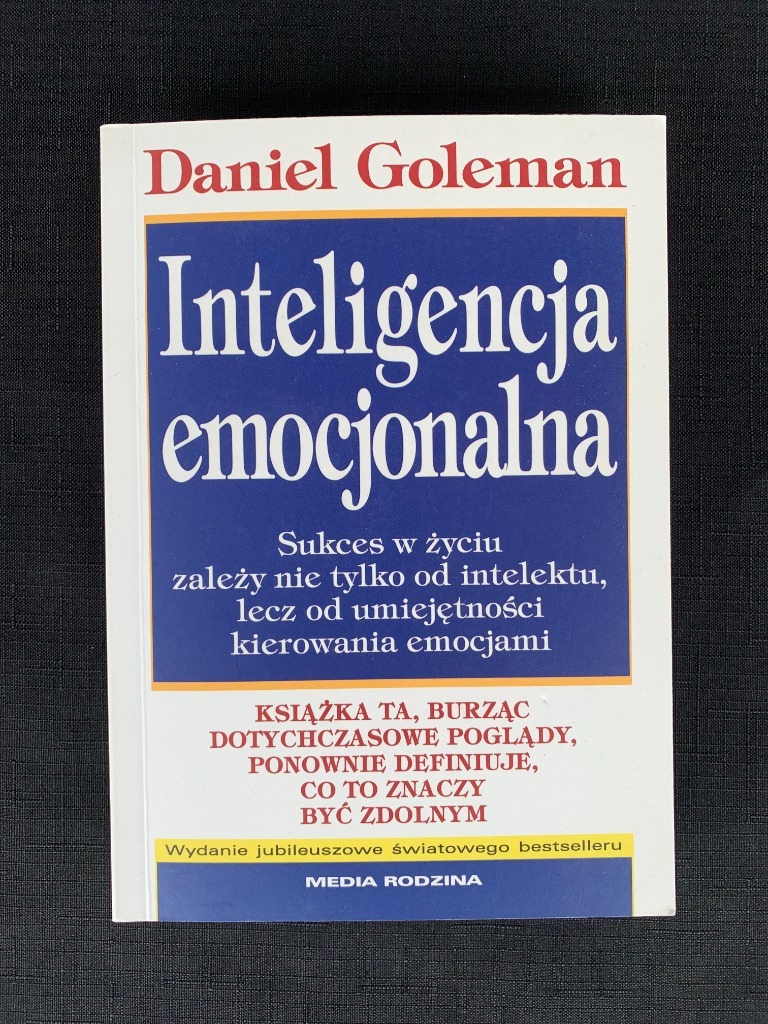 Daniel Goleman
Inteligencja
emocjonalna
Sukces w życiu
zależy nie tylko od intelektu,
lecz od umiejętności
kierowania emocjami
KSIĄŻKA TA, BURZĄC
DOTYCHCZASOWE POGLĄDY,
PONOWNIE DEFINIUJE,
CO TO ZNACZY
BYĆ ZDOLNYM
Wydanie jubileuszowe światowego bestselleru
MEDIA RODZINA